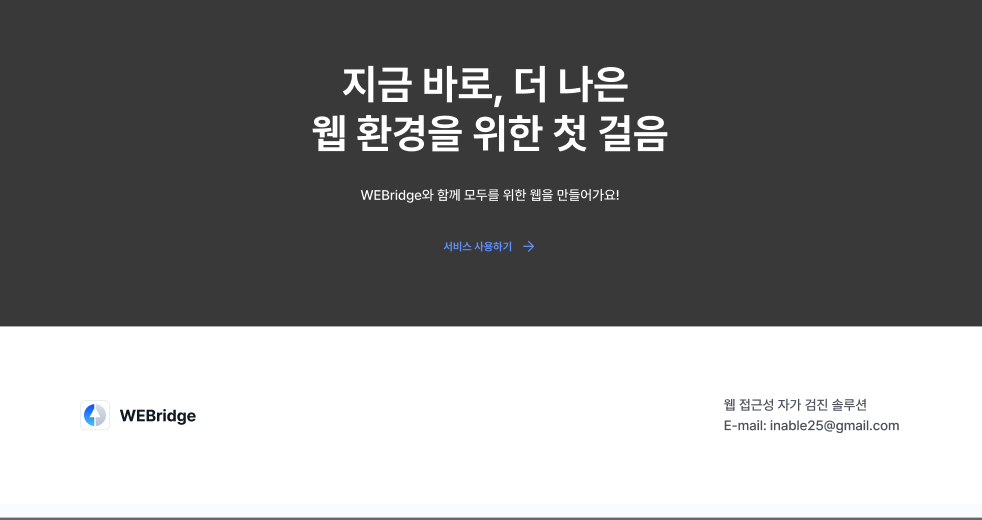 지금 바로, 더 나은
웹 환경을 위한 첫 걸음
WEBridge와 함께 모두를 위한 웹을 만들어가요!
서비스 사용하기
WEBridge
웹 접근성 자가 검진 솔루션
E-mail: inable25@gmail.com